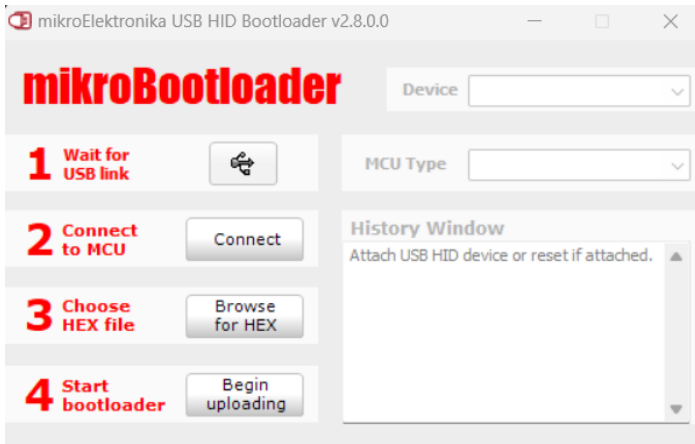 mikroElektronika USB HID Bootloader v2.8.0.0
mikroBootloader
Device
1 Wait for
USB link
MCU Type
2 Connect
to MCU
Connect
History Window
Attach USB HID device or reset if attached.
3 Choose
HEX file
Browse
for HEX
4 Start
bootloader
Begin
uploading